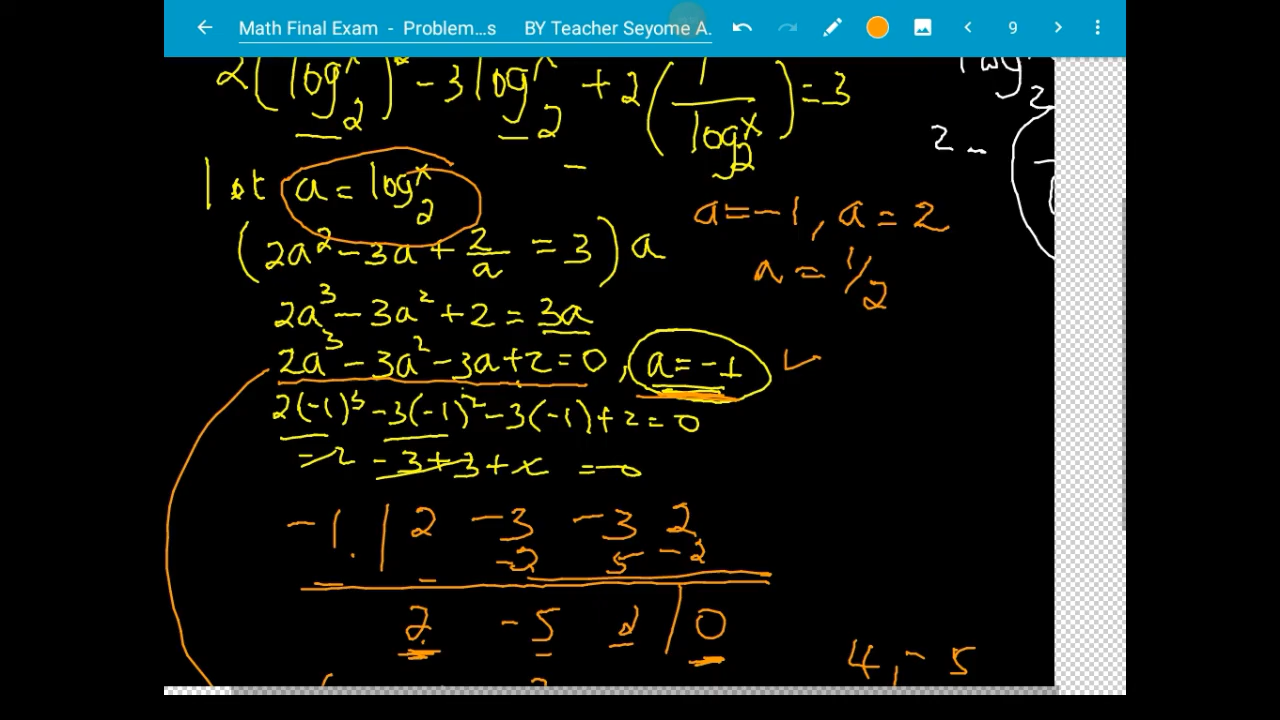 Math Final Exam - Problem...s BY Teacher Seyome A. 9
2(log₂ˣ)² - 3 log₂ˣ + 2(1/log₂ˣ) = 3
let a = log₂ˣ
(2a² - 3a + 2/a = 3) a
2a³ - 3a² + 2 = 3a
2a³ - 3a² - 3a + 2 = 0, a = -1 ✓
2(-1)³ - 3(-1)² - 3(-1) + 2 = 0
= 0
-1 | 2 -3 -3 2
-2 5 -2
2 -5 2 | 0
a = -1, a = 2
a = 1/2
4, -5
log
2
2 -